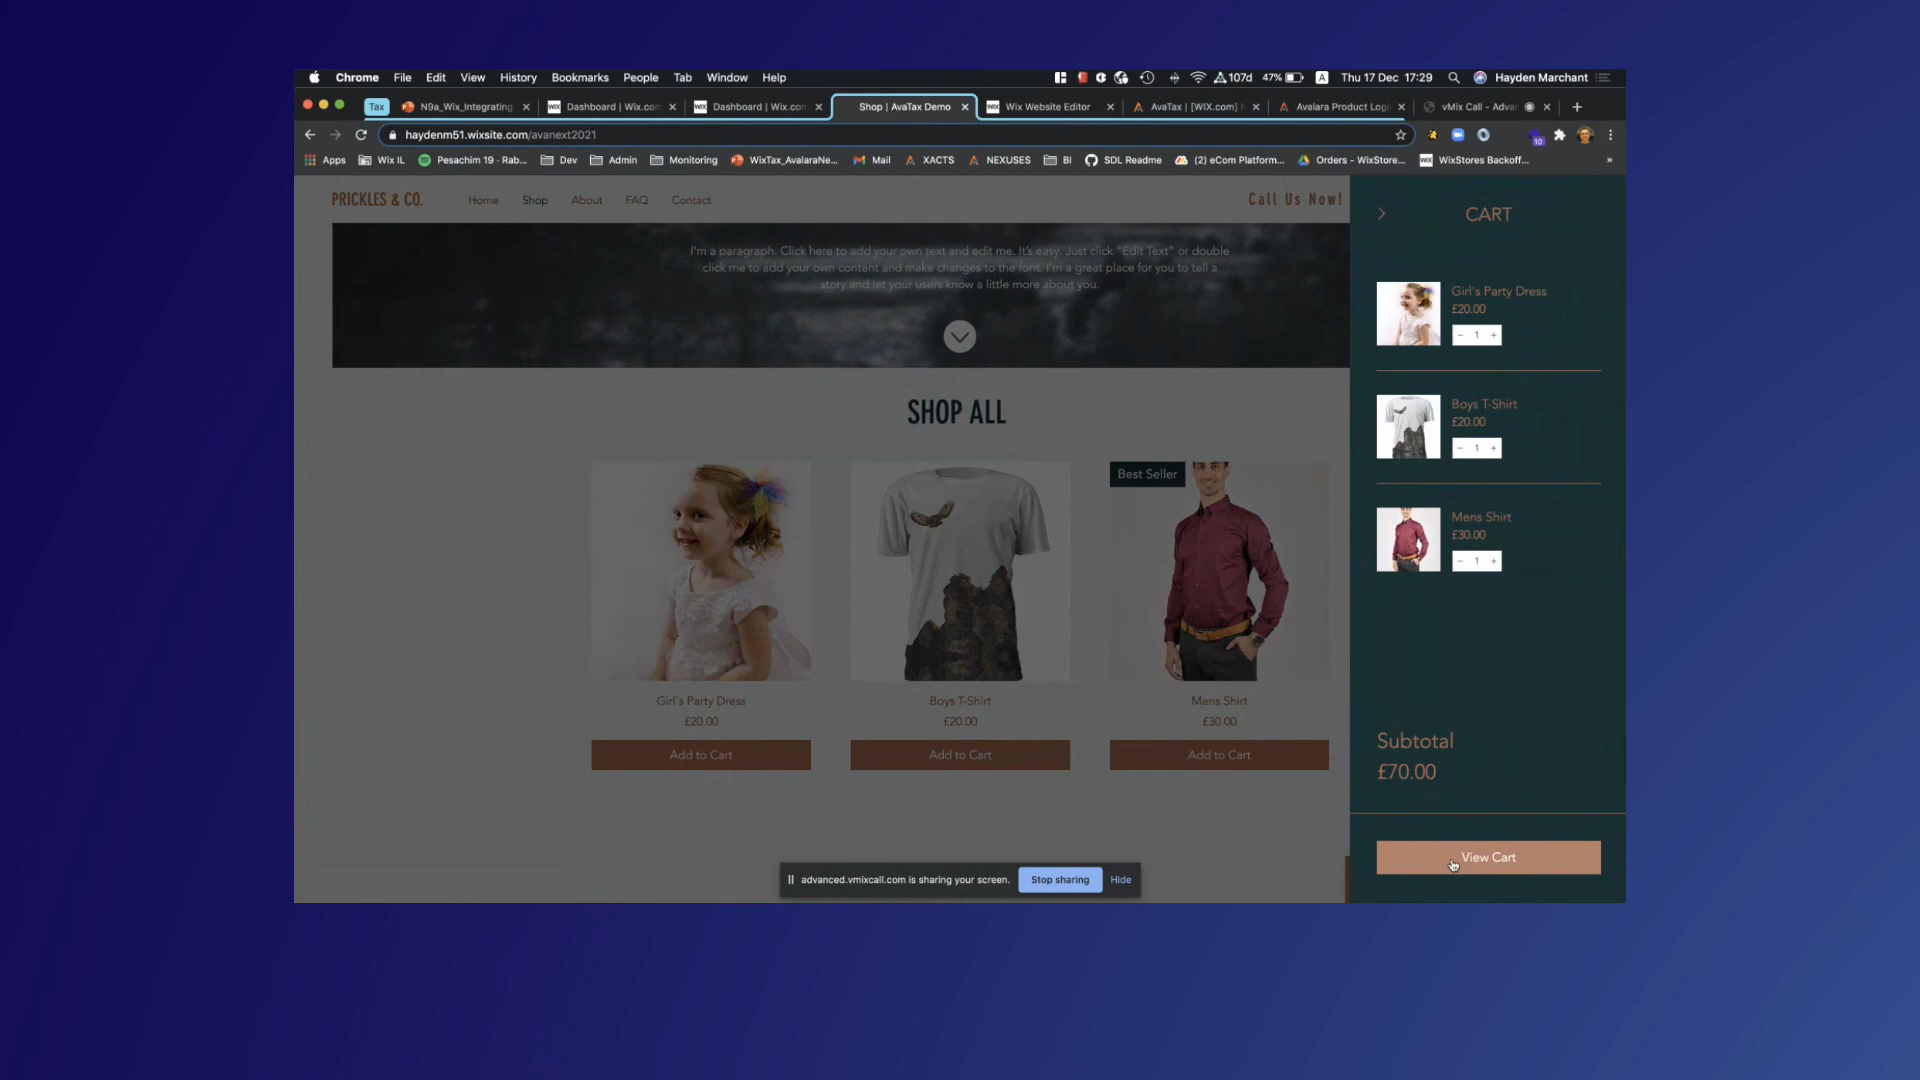 Chrome File Edit View History Bookmarks People Tab Window Help
107d 47% A Thu 17 Dec 17:29 Hayden Marchant
Tax N9a_Wix_Integrating Dashboard | Wix.com Dashboard | Wix.com Shop | AvaTax Demo Wix Website Editor AvaTax | [WIX.com] Avalara Product Logi vMix Call - Advan
haydenm51.wixsite.com/avanext2021
10
Apps Wix IL Pesachim 19 - Rab... Dev Admin Monitoring WixTax_AvalaraNe... Mail XACTS NEXUSES BI SDL Readme (2) eCom Platform... Orders - WixStore... WixStores Backoff... »
PRICKLES & CO. Home Shop About FAQ Contact Call Us Now!
I'm a paragraph. Click here to add your own text and edit me. It's easy. Just click "Edit Text" or double
click me to add your own content and make changes to the font. I'm a great place for you to tell a
story and let your users know a little more about you.
SHOP ALL
Best Seller
Girl's Party Dress
£20.00
Add to Cart
Boys T-Shirt
£20.00
Add to Cart
Mens Shirt
£30.00
Add to Cart
CART
Girl's Party Dress
£20.00
− 1 +
Boys T-Shirt
£20.00
− 1 +
Mens Shirt
£30.00
− 1 +
Subtotal
£70.00
View Cart
advanced.vmixcall.com is sharing your screen. Stop sharing Hide